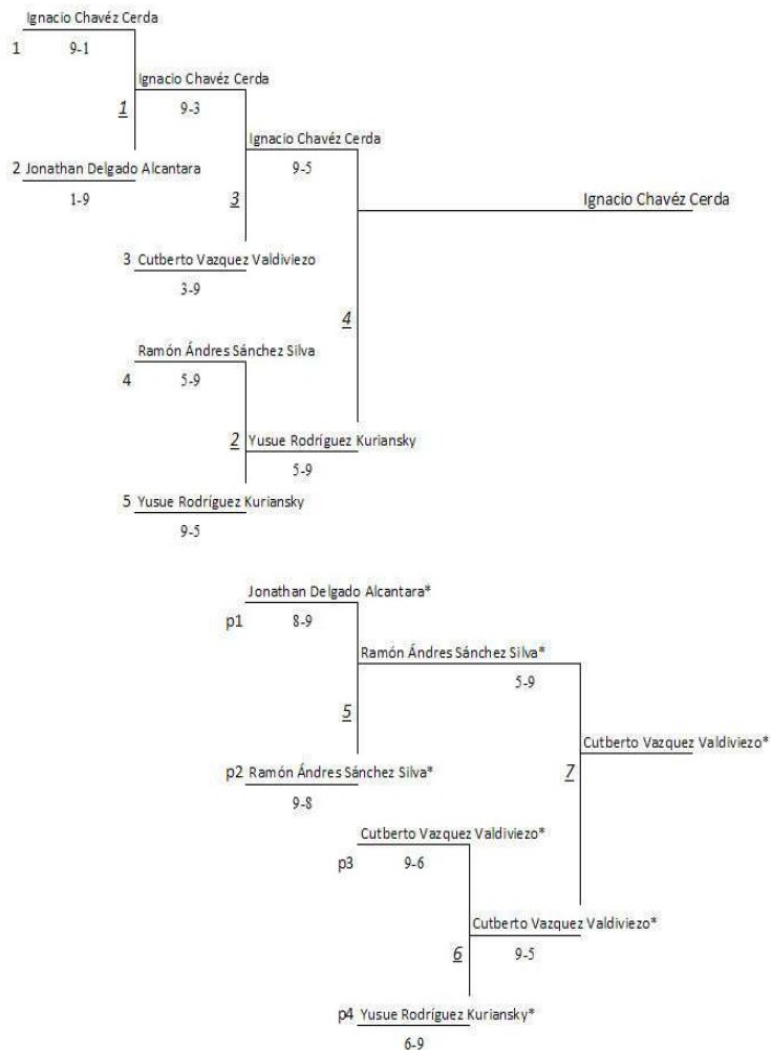 Ignacio Chavéz Cerda
1 9-1
Ignacio Chavéz Cerda
1 9-3
Ignacio Chavéz Cerda
2 Jonathan Delgado Alcantara 9-5
1-9 3
Ignacio Chavéz Cerda
3 Cutberto Vazquez Valdiviezo
3-9
4
Ramón Ándres Sánchez Silva
4 5-9
2 Yusue Rodríguez Kuriansky
5-9
5 Yusue Rodríguez Kuriansky
9-5
Jonathan Delgado Alcantara*
p1 8-9
Ramón Ándres Sánchez Silva*
5-9
5
Cutberto Vazquez Valdiviezo*
p2 Ramón Ándres Sánchez Silva* 7
9-8
Cutberto Vazquez Valdiviezo*
p3 9-6
Cutberto Vazquez Valdiviezo*
6 9-5
p4 Yusue Rodríguez Kuriansky*
6-9